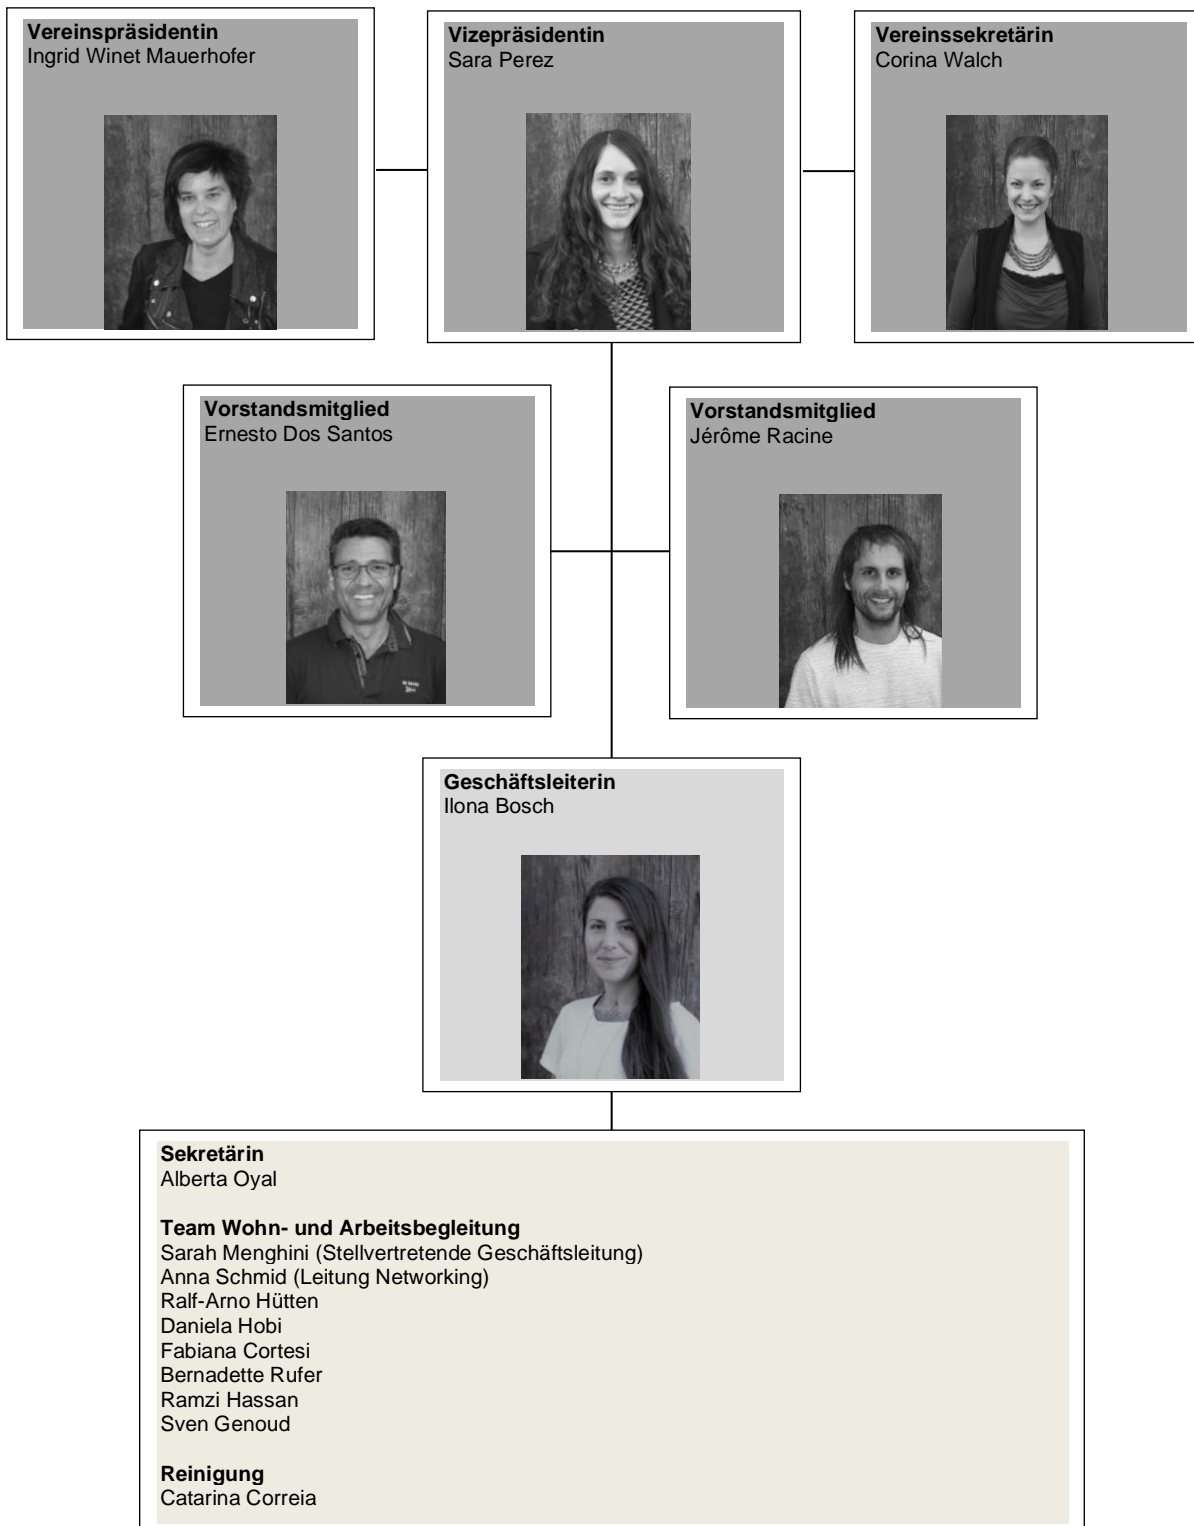 Vereinspräsidentin
Ingrid Winet Mauerhofer
Vizepräsidentin
Sara Perez
Vereinssekretärin
Corina Walch
Vorstandsmitglied
Ernesto Dos Santos
Vorstandsmitglied
Jérôme Racine
Geschäftsleiterin
Ilona Bosch
Sekretärin
Alberta Oyal
Team Wohn- und Arbeitsbegleitung
Sarah Menghini (Stellvertretende Geschäftsleitung)
Anna Schmid (Leitung Networking)
Ralf-Arno Hütten
Daniela Hobi
Fabiana Cortesi
Bernadette Rufer
Ramzi Hassan
Sven Genoud
Reinigung
Catarina Correia